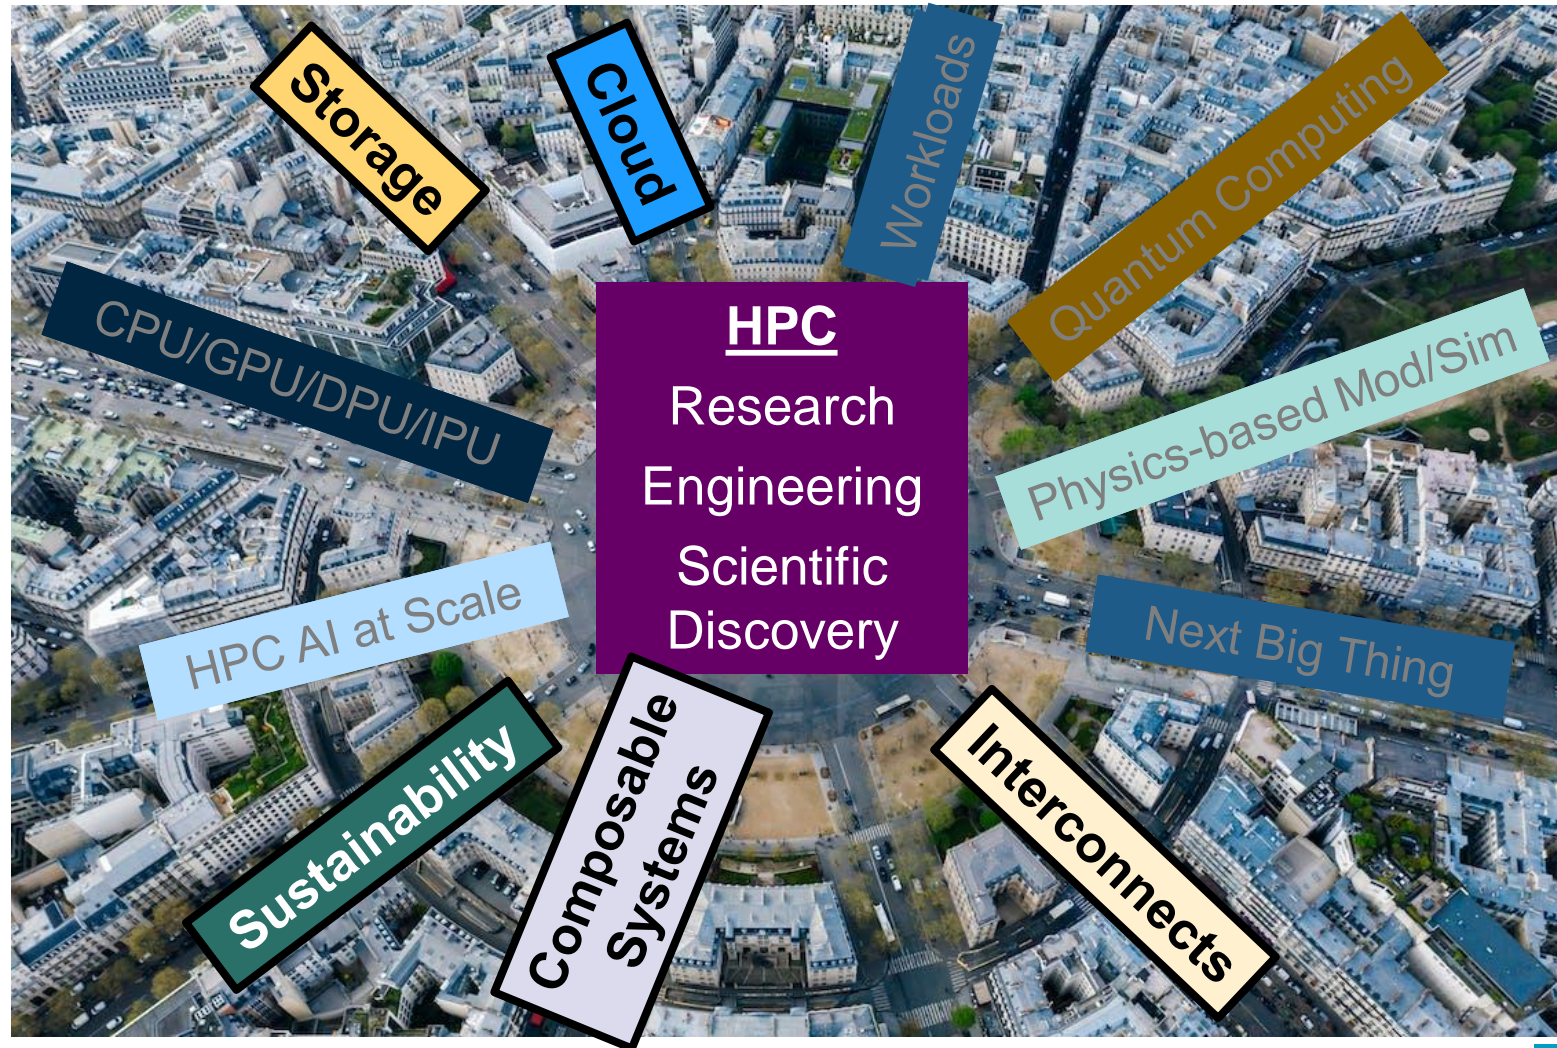 Storage
Cloud
Workloads
Quantum Computing
CPU/GPU/DPU/IPU
HPC
Research
Engineering
Scientific
Discovery
Physics-based Mod/Sim
HPC AI at Scale
Next Big Thing
Sustainability
Composable
Systems
Interconnects